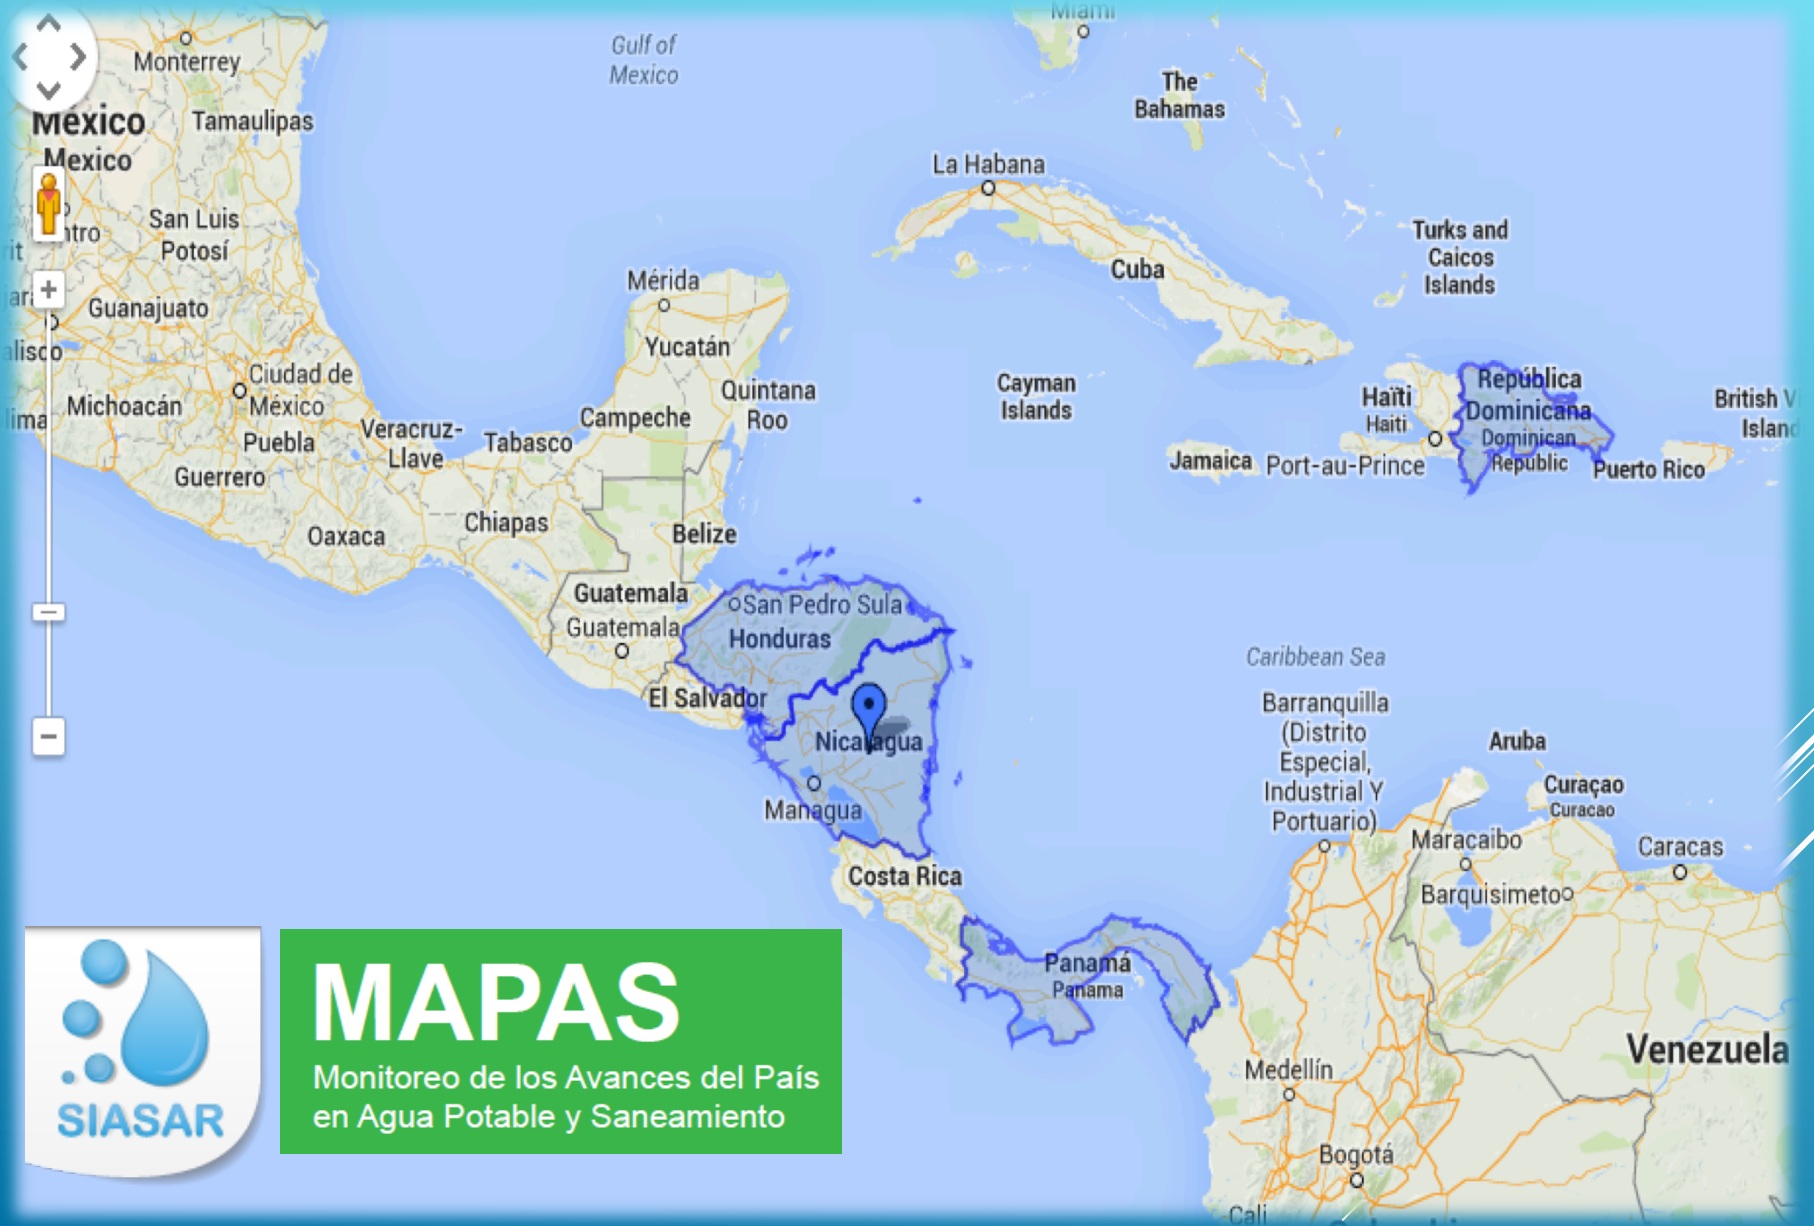 Miami
Gulf of
Mexico
Monterrey
The
Bahamas
México
Mexico
Tamaulipas
La Habana
San Luis
Potosí
Turks and
Caicos
Islands
Cuba
Mérida
Guanajuato
Yucatán
Ciudad de
México
Michoacán
Quintana
Roo
Campeche
Cayman
Islands
Haïti
Haiti
República
Dominicana
Dominican
Republic
British
Puebla
Veracruz-
Llave
Tabasco
Guerrero
Jamaica
Port-au-Prince
Puerto Rico
Oaxaca
Chiapas
Belize
Guatemala
Guatemala
San Pedro Sula
Honduras
El Salvador
Caribbean Sea
Nicaragua
Managua
Barranquilla
(Distrito
Especial,
Industrial Y
Portuario)
Aruba
Curaçao
Curacao
Maracaibo
Caracas
Barquisimeto
Costa Rica
Panamá
Panama
Venezuela
Medellín
Bogotá
Cali
SIASAR
MAPAS
Monitoreo de los Avances del País
en Agua Potable y Saneamiento